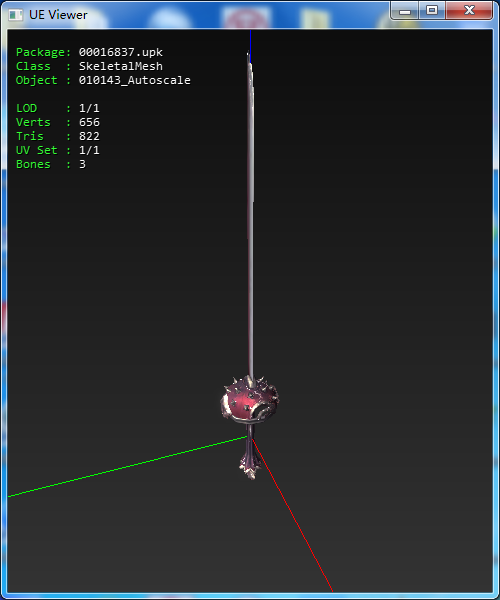 UE Viewer
Package: 00016837.upk
Class  : SkeletalMesh
Object : 010143_Autoscale
LOD    : 1/1
Verts  : 656
Tris   : 822
UV Set : 1/1
Bones  : 3